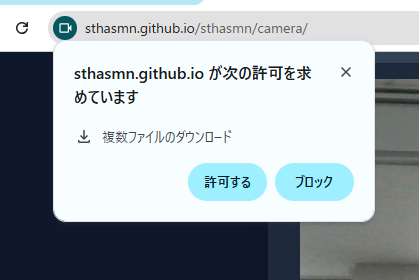 sthasmn.github.io/sthasmn/camera/
sthasmn.github.io が次の許可を求
めています
複数ファイルのダウンロード
許可する
ブロック